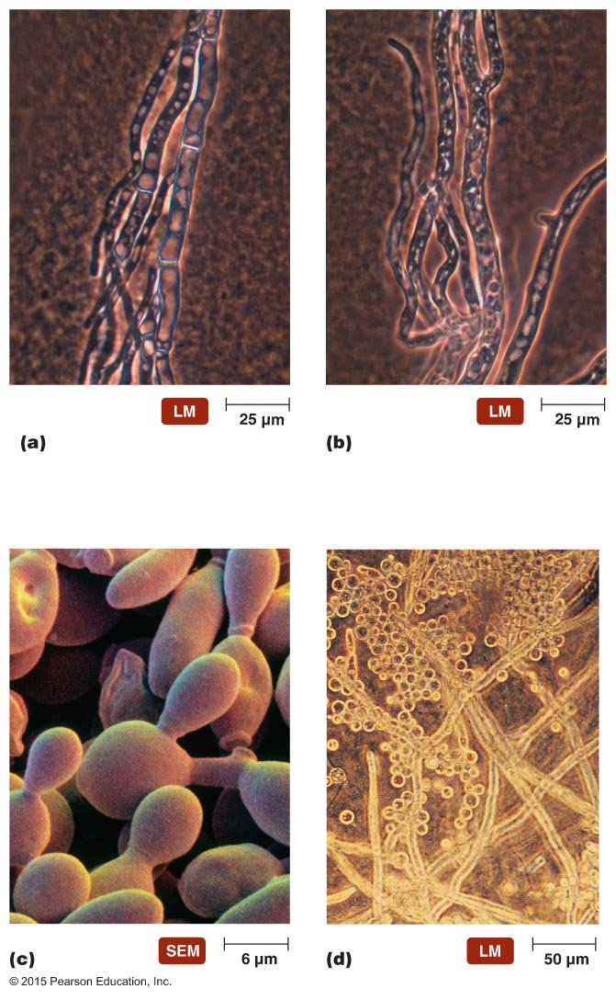 LM
25 µm
(a)
LM
25 µm
(b)
SEM
6 µm
(c)
LM
50 µm
(d)
© 2015 Pearson Education, Inc.